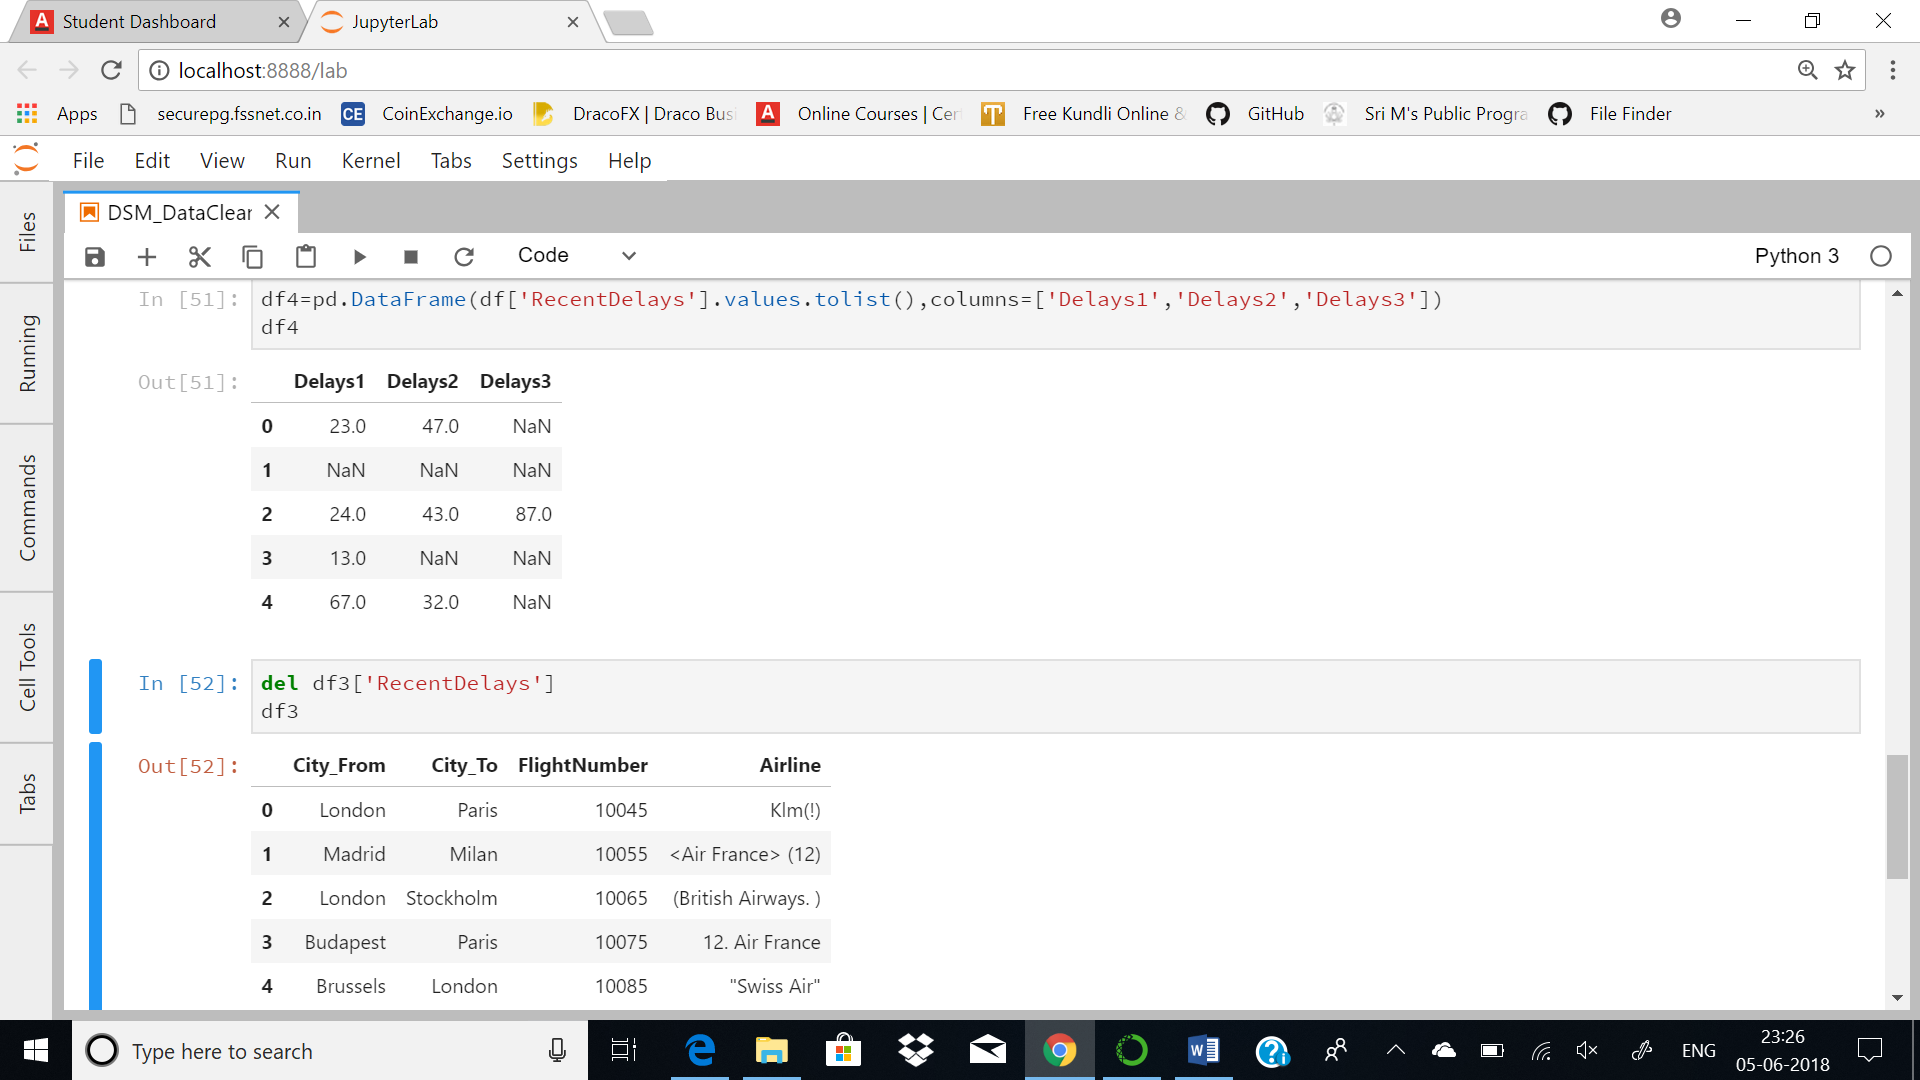 Student Dashboard
JupyterLab
localhost:8888/lab
Apps securepg.fssnet.co.in CoinExchange.io DracoFX | Draco Busi Online Courses | Cer Free Kundli Online & GitHub Sri M's Public Progra File Finder »
File Edit View Run Kernel Tabs Settings Help
Files
Running
Commands
Cell Tools
Tabs
DSM_DataClear
Code
Python 3
In [51]: df4=pd.DataFrame(df['RecentDelays'].values.tolist(),columns=['Delays1','Delays2','Delays3'])
df4
Out[51]: Delays1 Delays2 Delays3
0 23.0 47.0 NaN
1 NaN NaN NaN
2 24.0 43.0 87.0
3 13.0 NaN NaN
4 67.0 32.0 NaN
In [52]: del df3['RecentDelays']
df3
Out[52]: City_From City_To FlightNumber Airline
0 London Paris 10045 Klm(!)
1 Madrid Milan 10055 <Air France> (12)
2 London Stockholm 10065 (British Airways. )
3 Budapest Paris 10075 12. Air France
4 Brussels London 10085 "Swiss Air"
Type here to search
ENG
23:26
05-06-2018